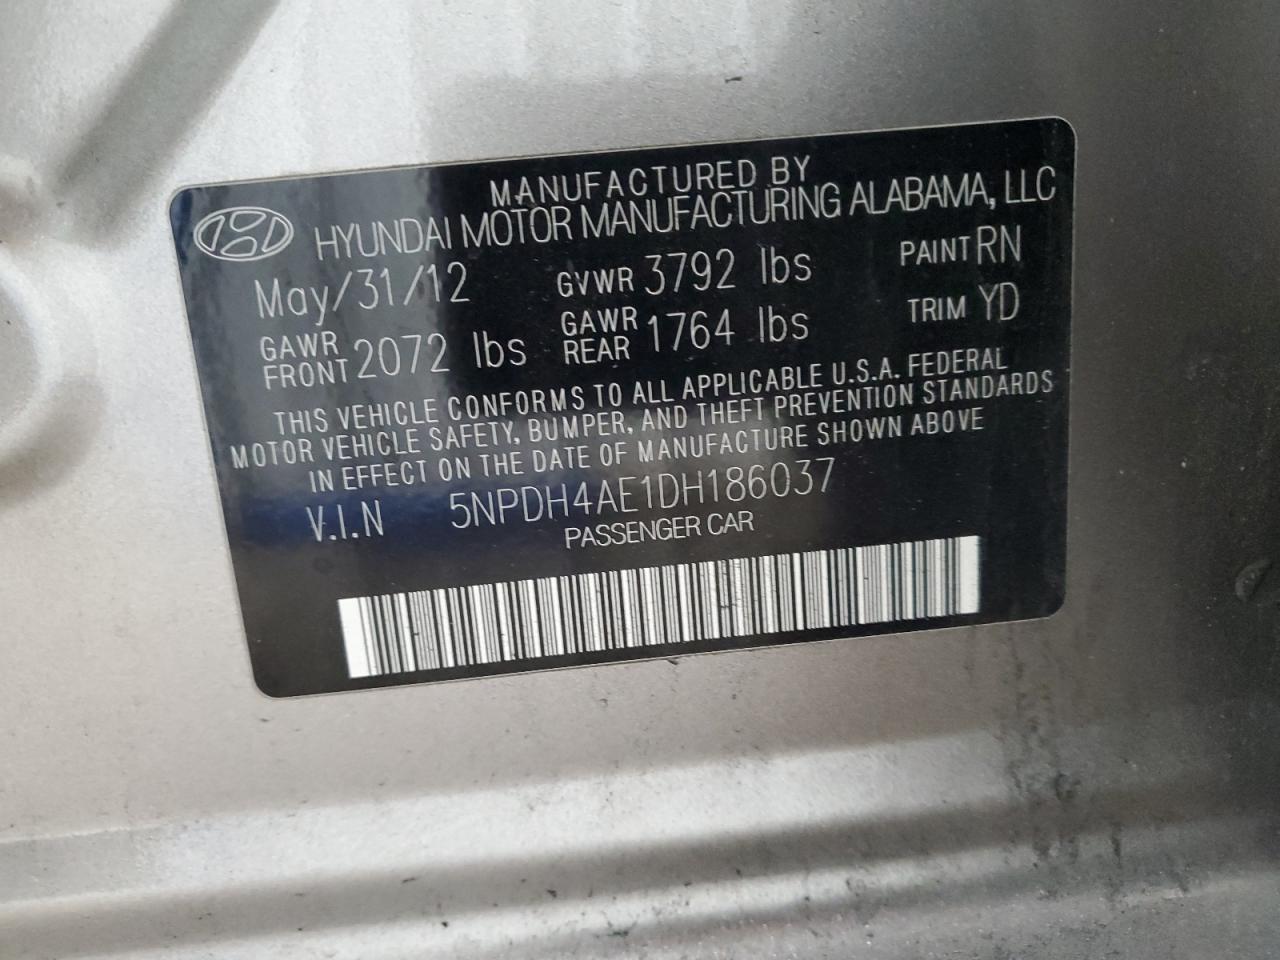 MANUFACTURED BY
HYUNDAI MOTOR MANUFACTURING ALABAMA, LLC
May/31/12 GVWR 3792 lbs PAINT RN
GAWR FRONT 2072 lbs GAWR REAR 1764 lbs TRIM YD
THIS VEHICLE CONFORMS TO ALL APPLICABLE U.S.A. FEDERAL
MOTOR VEHICLE SAFETY, BUMPER, AND THEFT PREVENTION STANDARDS
IN EFFECT ON THE DATE OF MANUFACTURE SHOWN ABOVE
V.I.N 5NPDH4AE1DH186037
PASSENGER CAR